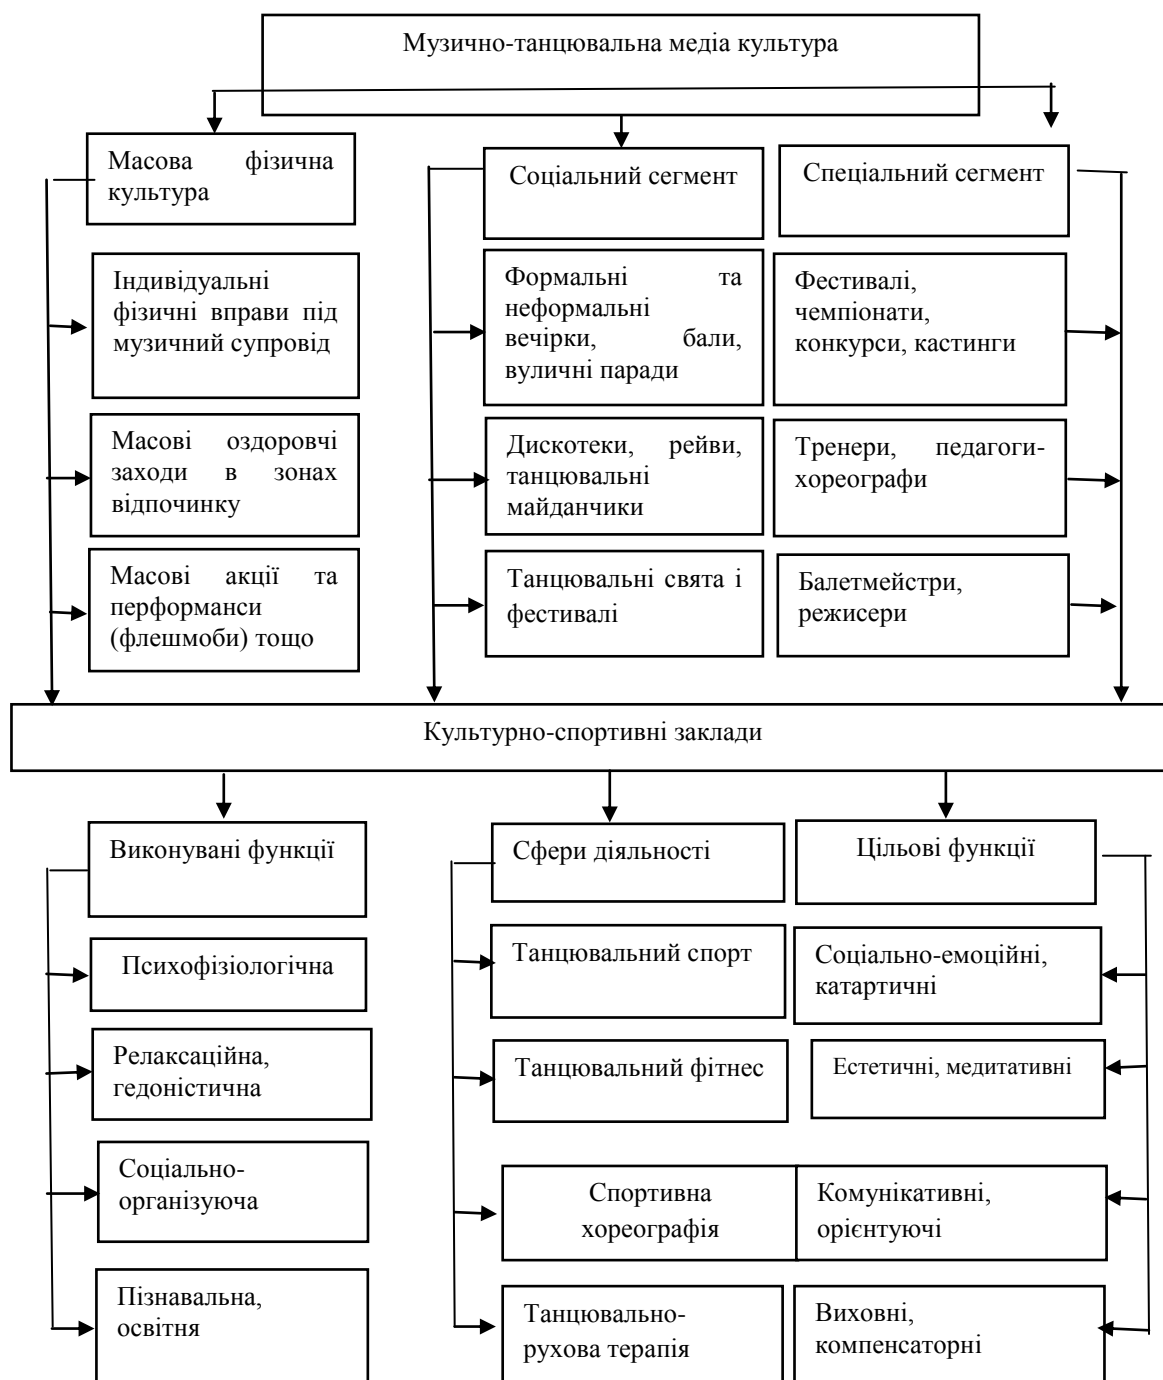 Музично-танцювальна медіа культура
Масова фізична
культура
Соціальний сегмент
Спеціальний сегмент
Індивідуальні
фізичні вправи під
музичний супровід
Формальні та
неформальні
вечірки, бали,
вуличні паради
Фестивалі,
чемпіонати,
конкурси, кастинги
Масові оздоровчі
заходи в зонах
відпочинку
Дискотеки, рейви,
танцювальні
майданчики
Тренери, педагоги-
хореографи
Масові акції та
перформанси
(флешмоби) тощо
Танцювальні свята і
фестивалі
Балетмейстри,
режисери
Культурно-спортивні заклади
Виконувані функції
Сфери діяльності
Цільові функції
Психофізіологічна
Танцювальний спорт
Соціально-емоційні,
катартичні
Релаксаційна,
гедоністична
Танцювальний фітнес
Естетичні, медитативні
Соціально-
організуюча
Спортивна
хореографія
Комунікативні,
орієнтуючі
Пізнавальна,
освітня
Танцювально-
рухова терапія
Виховні,
компенсаторні